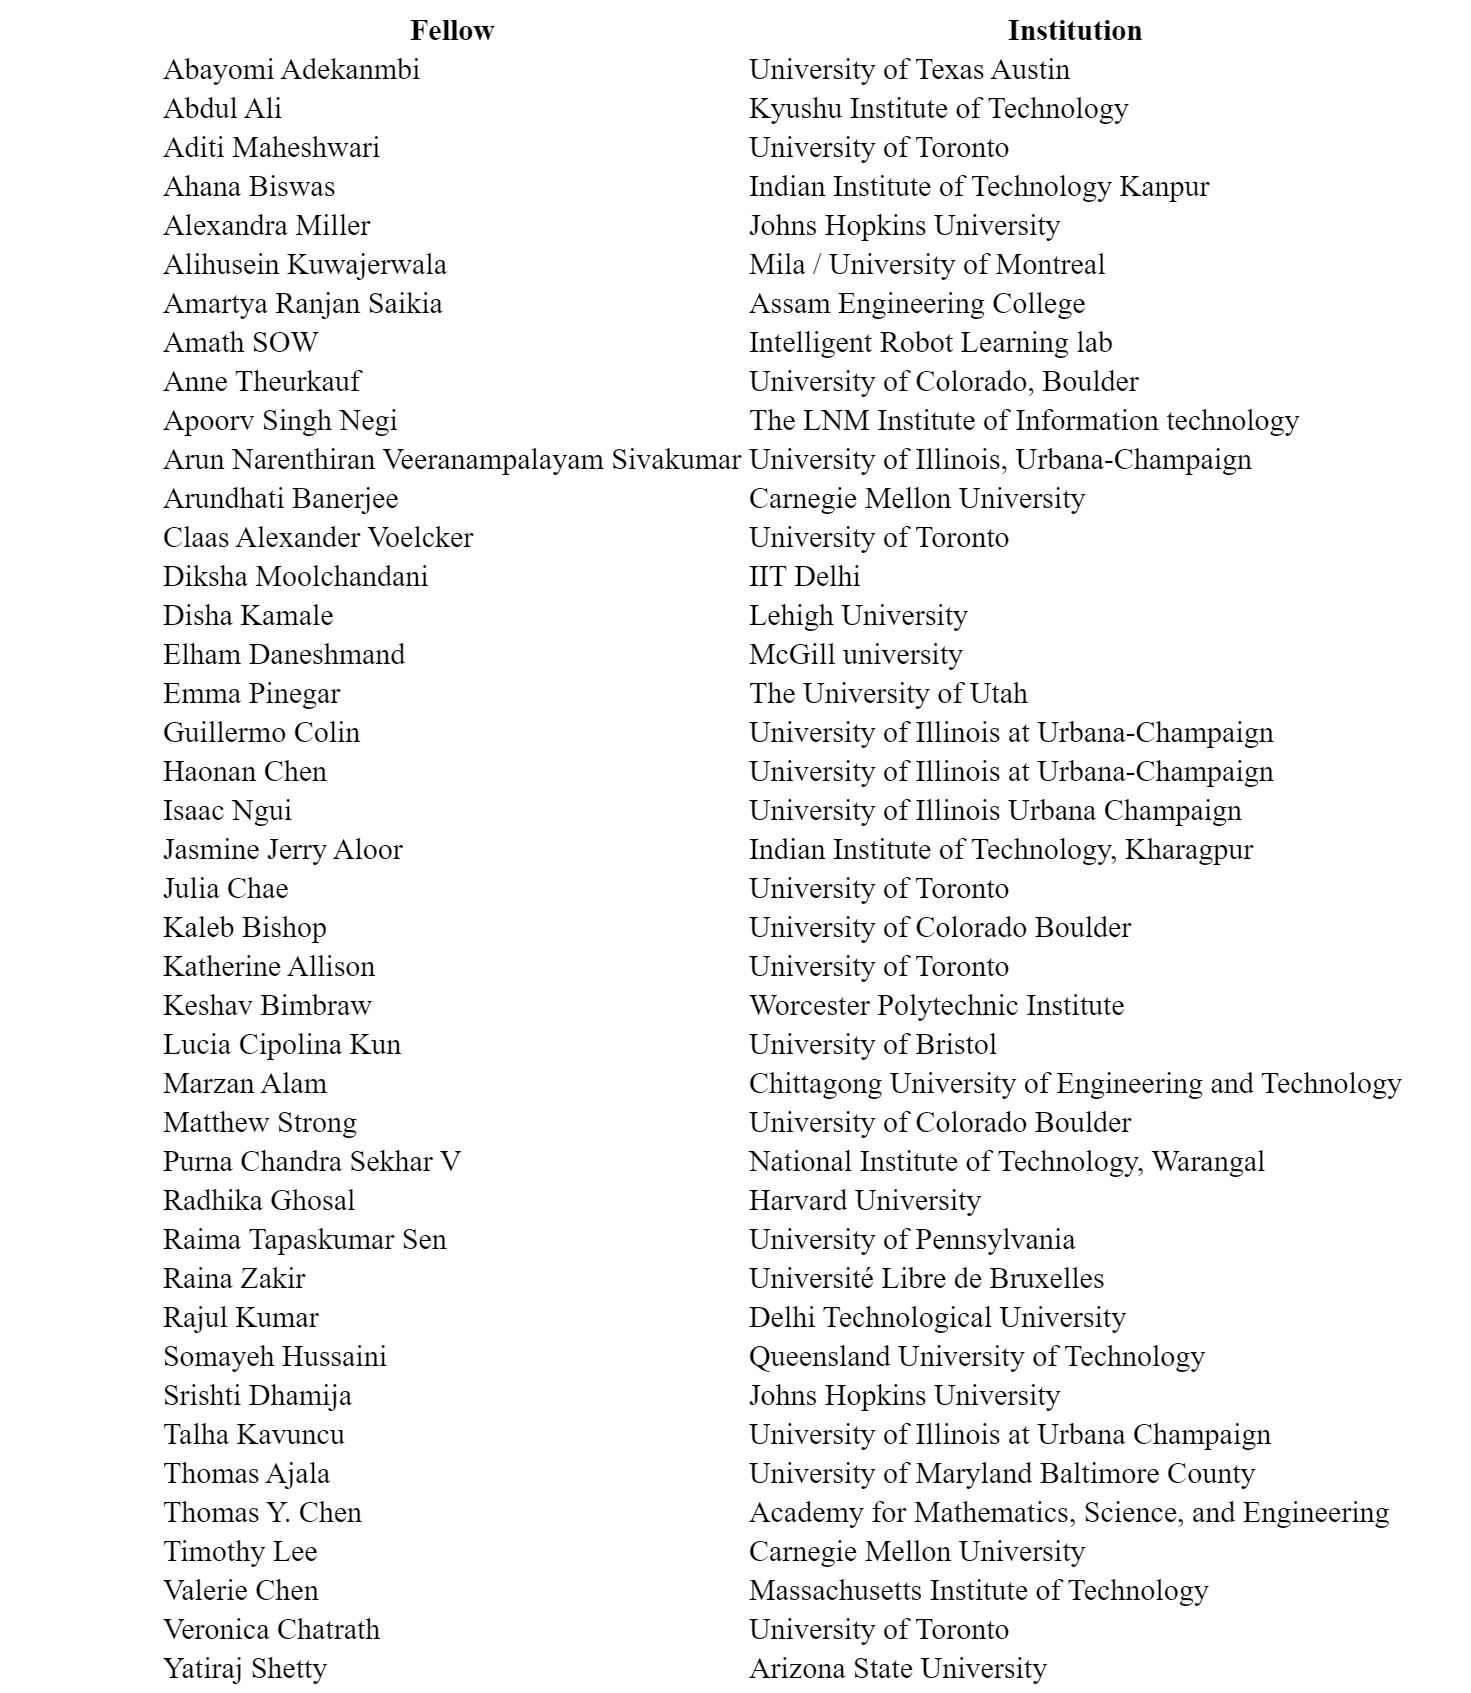 Fellow Institution
Abayomi Adekanmbi University of Texas Austin
Abdul Ali Kyushu Institute of Technology
Aditi Maheshwari University of Toronto
Ahana Biswas Indian Institute of Technology Kanpur
Alexandra Miller Johns Hopkins University
Alihusein Kuwajerwala Mila / University of Montreal
Amartya Ranjan Saikia Assam Engineering College
Amath SOW Intelligent Robot Learning lab
Anne Theurkauf University of Colorado, Boulder
Apoorv Singh Negi The LNM Institute of Information technology
Arun Narenthiran Veeranampalayam Sivakumar University of Illinois, Urbana-Champaign
Arundhati Banerjee Carnegie Mellon University
Claas Alexander Voelcker University of Toronto
Diksha Moolchandani IIT Delhi
Disha Kamale Lehigh University
Elham Daneshmand McGill university
Emma Pinegar The University of Utah
Guillermo Colin University of Illinois at Urbana-Champaign
Haonan Chen University of Illinois at Urbana-Champaign
Isaac Ngui University of Illinois Urbana Champaign
Jasmine Jerry Aloor Indian Institute of Technology, Kharagpur
Julia Chae University of Toronto
Kaleb Bishop University of Colorado Boulder
Katherine Allison University of Toronto
Keshav Bimbraw Worcester Polytechnic Institute
Lucia Cipolina Kun University of Bristol
Marzan Alam Chittagong University of Engineering and Technology
Matthew Strong University of Colorado Boulder
Purna Chandra Sekhar V National Institute of Technology, Warangal
Radhika Ghosal Harvard University
Raima Tapaskumar Sen University of Pennsylvania
Raina Zakir Université Libre de Bruxelles
Rajul Kumar Delhi Technological University
Somayeh Hussaini Queensland University of Technology
Srishti Dhamija Johns Hopkins University
Talha Kavuncu University of Illinois at Urbana Champaign
Thomas Ajala University of Maryland Baltimore County
Thomas Y. Chen Academy for Mathematics, Science, and Engineering
Timothy Lee Carnegie Mellon University
Valerie Chen Massachusetts Institute of Technology
Veronica Chatrath University of Toronto
Yatiraj Shetty Arizona State University